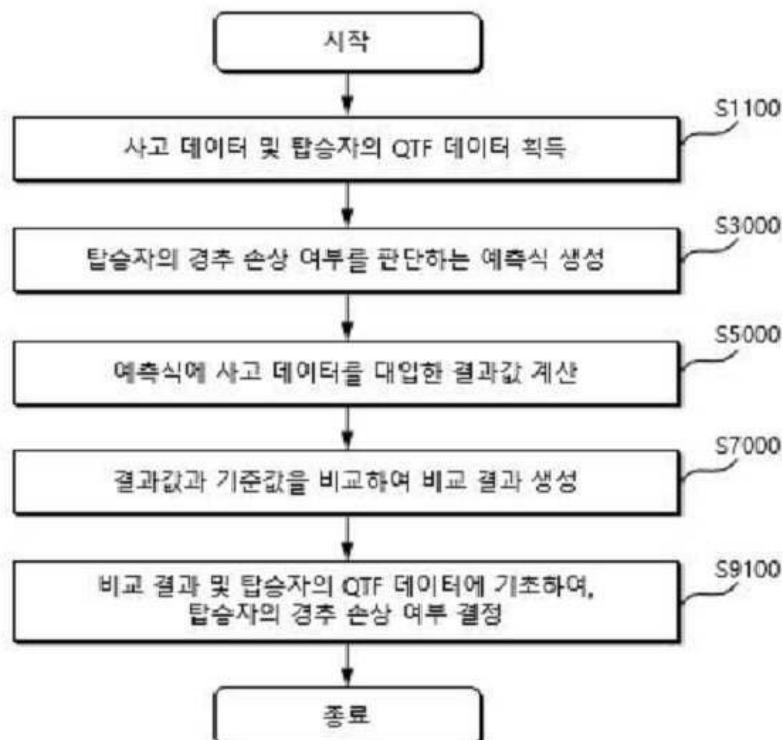 시작
S1100
사고 데이터 및 탑승자의 QTF 데이터 획득
S3000
탑승자의 경추 손상 여부를 판단하는 예측식 생성
S5000
예측식에 사고 데이터를 대입한 결과값 계산
S7000
결과값과 기준값을 비교하여 비교 결과 생성
S9100
비교 결과 및 탑승자의 QTF 데이터에 기초하여,
탑승자의 경추 손상 여부 결정
종료